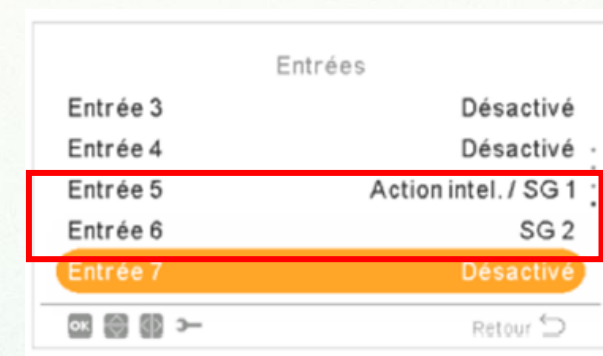 Entrées
Entrée 3 Désactivé
Entrée 4 Désactivé
Entrée 5 Action intel. / SG 1
Entrée 6 SG 2
Entrée 7 Désactivé
OK Retour